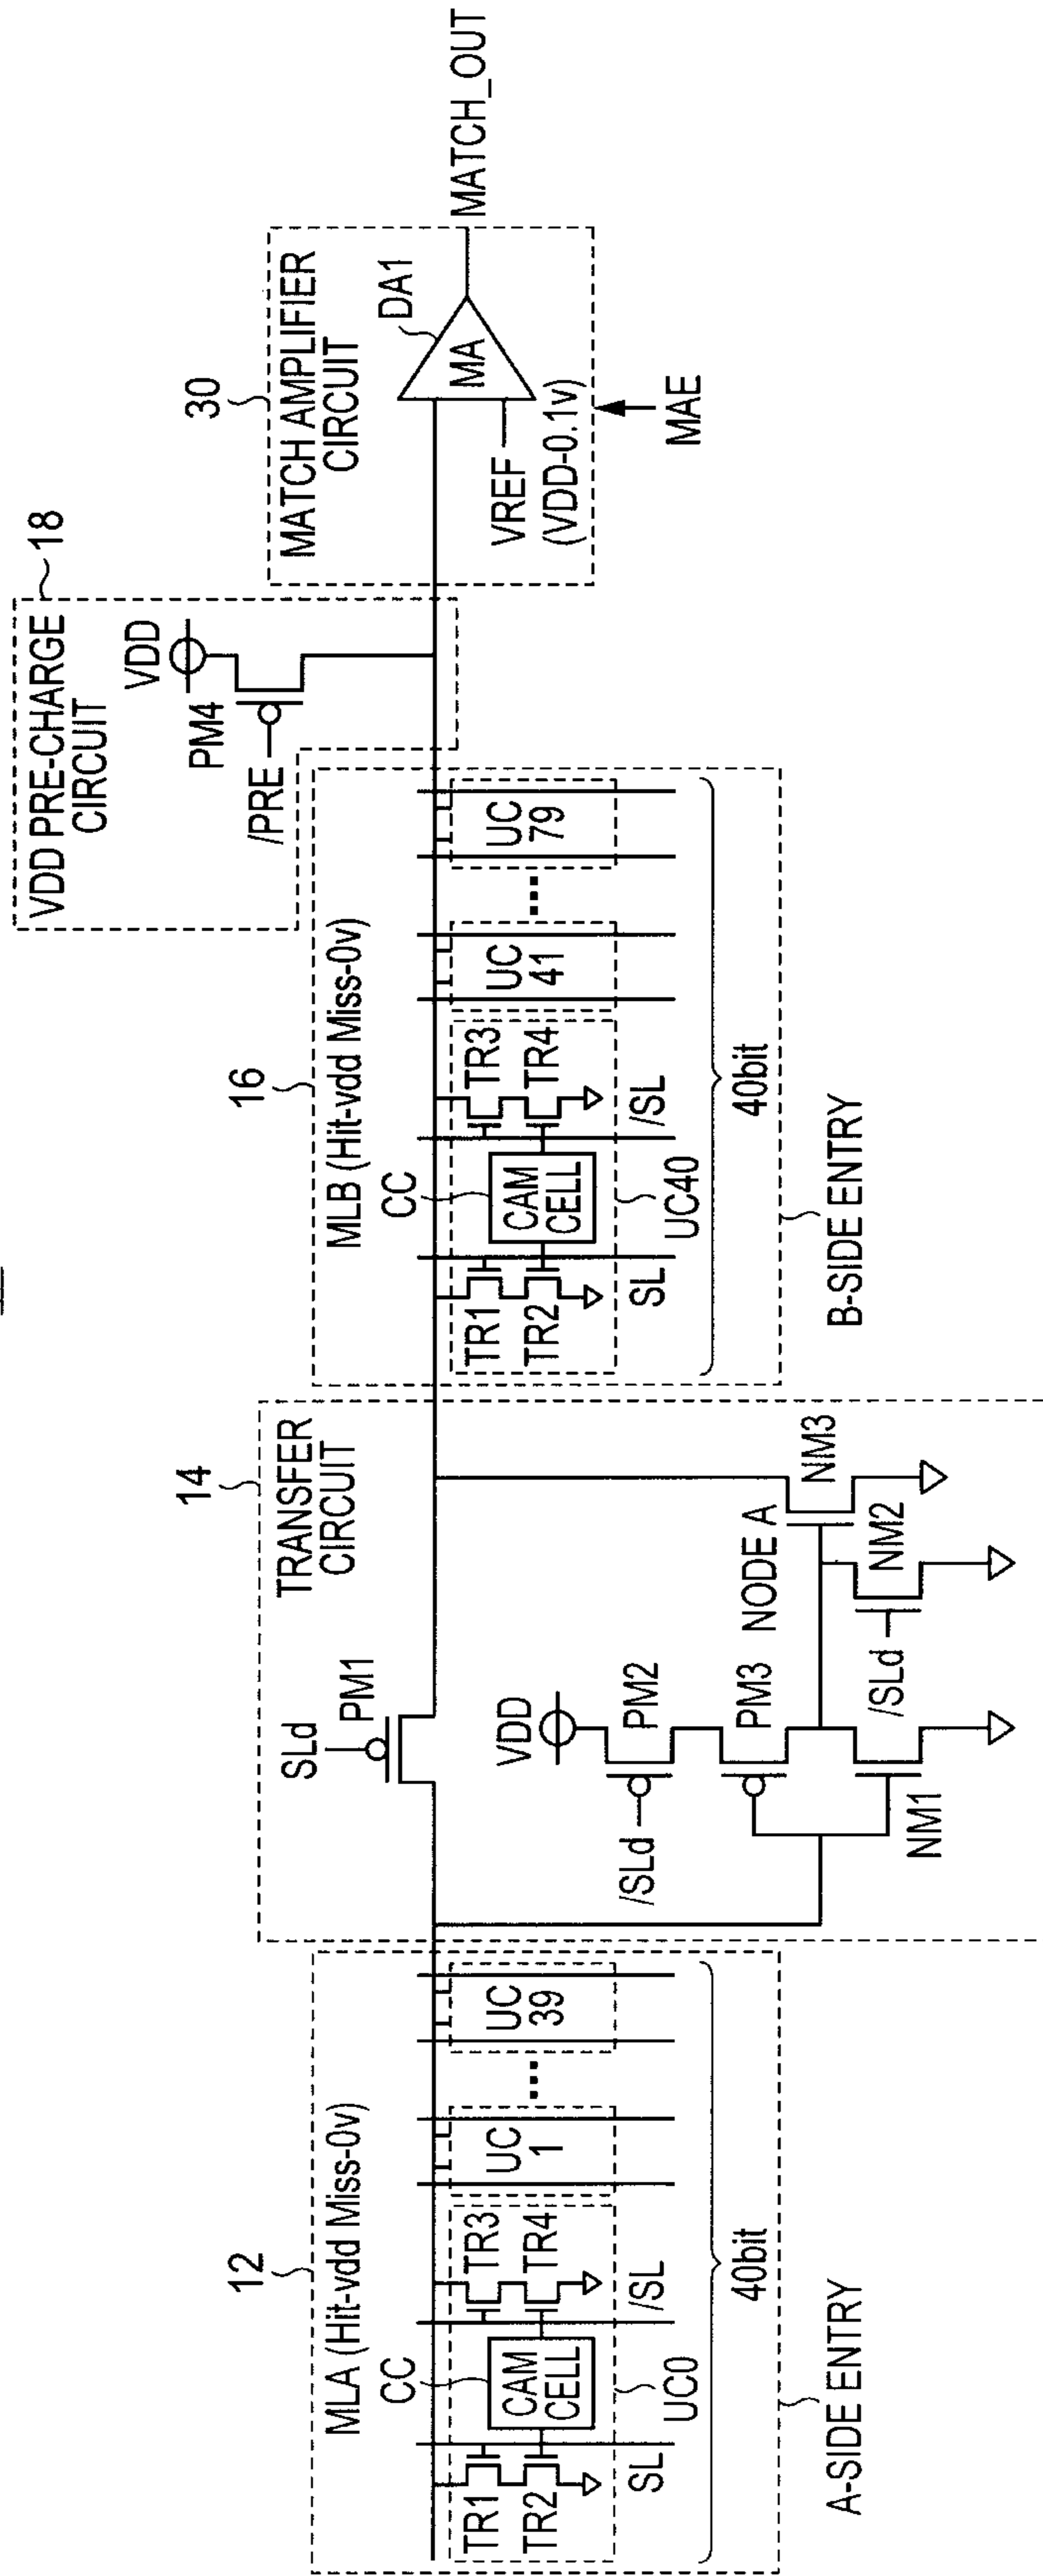 12
MLA (Hit-vdd Miss-0v)
CC
TR1
TR2
CAM
CELL
TR3
TR4
SL
/SL
UC0
UC
1
...
UC
39
40bit
A-SIDE ENTRY
14
TRANSFER
CIRCUIT
SLd
PM1
VDD
/SLd
PM2
PM3
NM1
NODE A
/SLd
NM2
NM3
16
MLB (Hit-vdd Miss-0v)
CC
TR1
TR2
CAM
CELL
TR3
TR4
SL
/SL
UC40
UC
41
...
UC
79
40bit
B-SIDE ENTRY
VDD PRE-CHARGE
CIRCUIT
18
VDD
PM4
/PRE
30
MATCH AMPLIFIER
CIRCUIT
DA1
MA
VREF
(VDD-0.1v)
MAE
MATCH_OUT